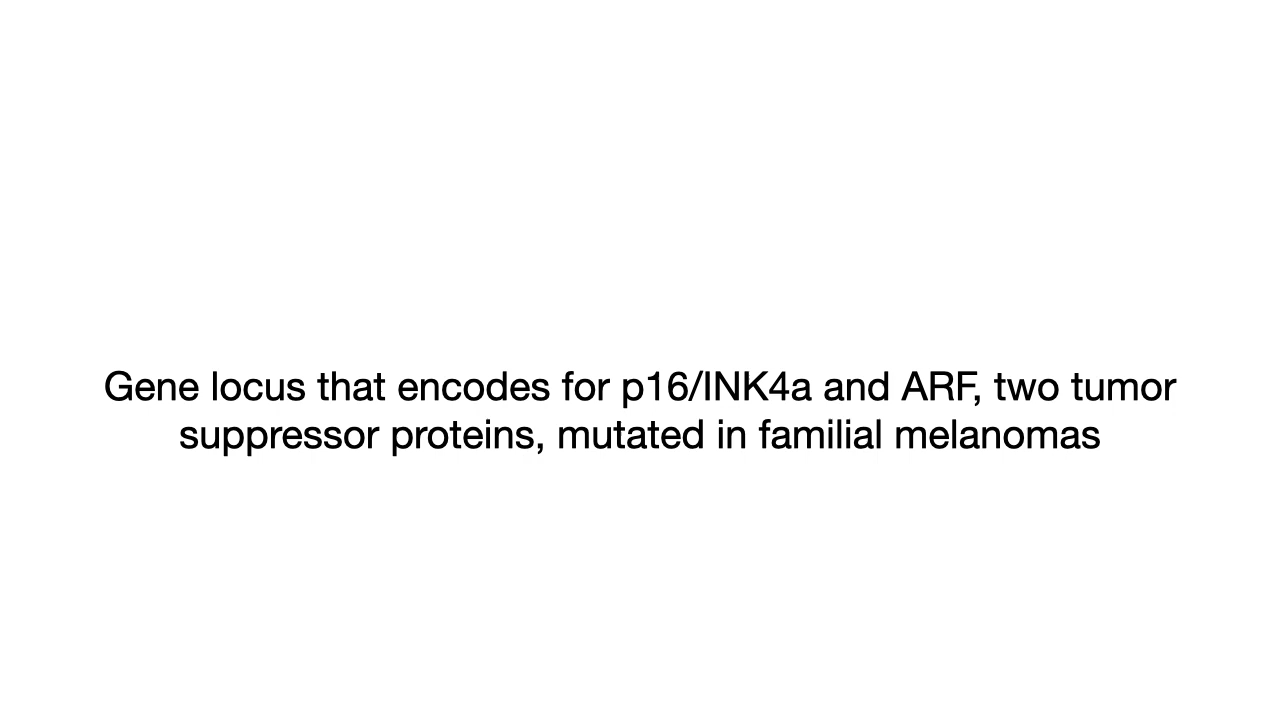 Gene locus that encodes for p16/INK4a and ARF, two tumor
suppressor proteins, mutated in familial melanomas